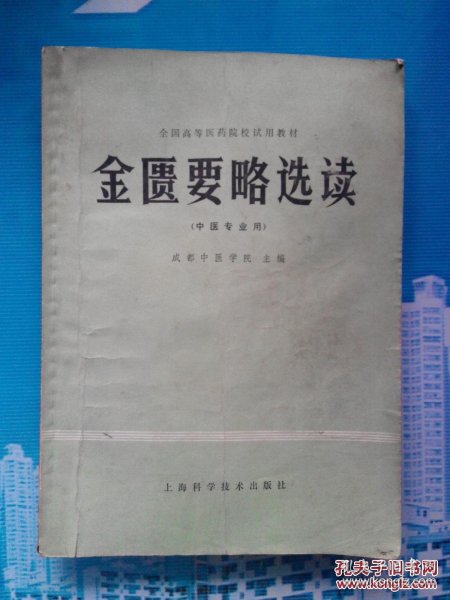 全国高等医药院校试用教材
金匮要略选读
(中医专业用)
成都中医学院 主编
上海科学技术出版社
孔夫子旧书网
www.kongfz.com